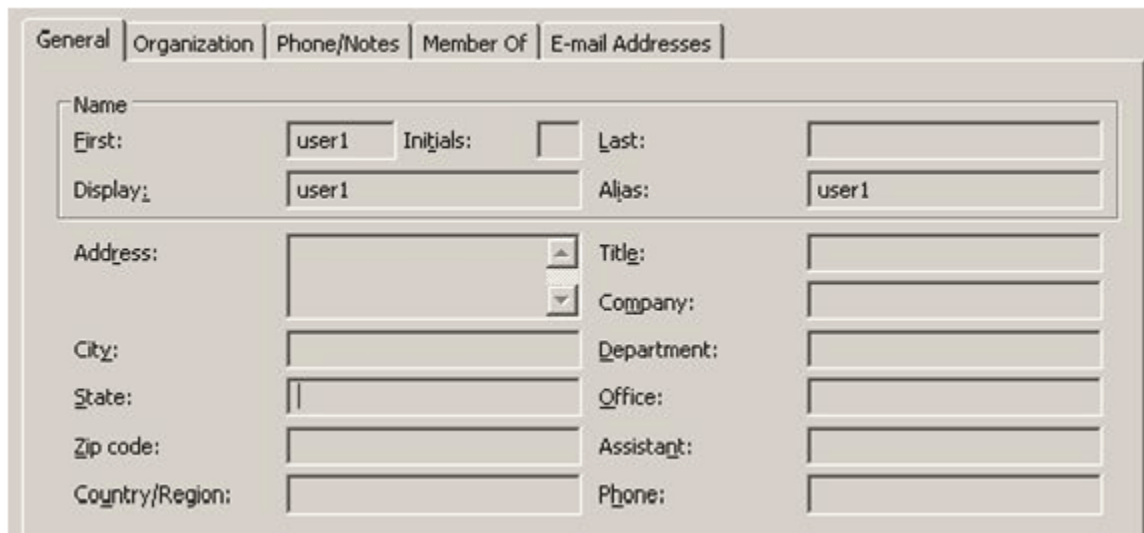 General Organization Phone/Notes Member Of E-mail Addresses
Name
First: user1 Initials: Last:
Display: user1 Alias: user1
Address: Title:
Company:
City: Department:
State: Office:
Zip code: Assistant:
Country/Region: Phone: